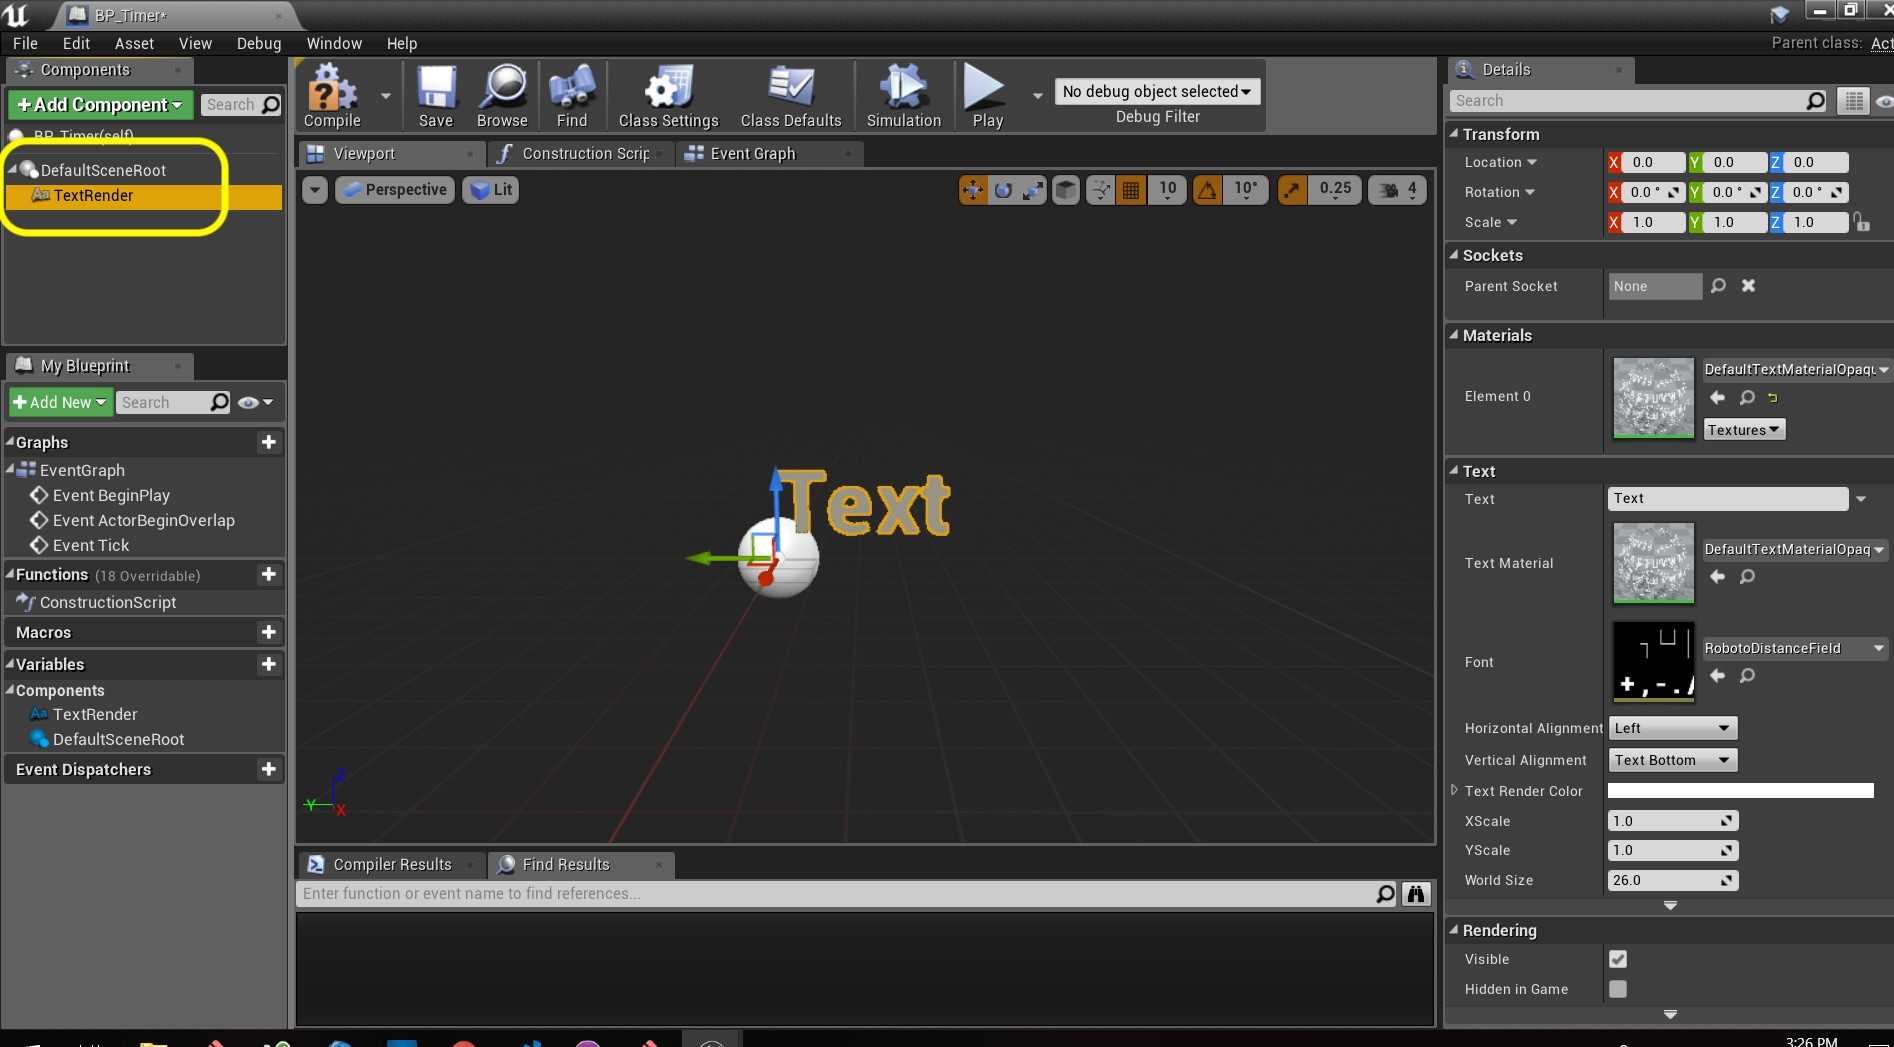 BP_Timer*
File Edit Asset View Debug Window Help
Parent class: Act
Components
+Add Component
Search
BP_Timer(self)
DefaultSceneRoot
TextRender
My Blueprint
+Add New
Search
Graphs
EventGraph
Event BeginPlay
Event ActorBeginOverlap
Event Tick
Functions (18 Overridable)
ConstructionScript
Macros
Variables
Components
TextRender
DefaultSceneRoot
Event Dispatchers
Compile Save Browse Find Class Settings Class Defaults Simulation Play
No debug object selected
Debug Filter
Viewport
Construction Scrip
Event Graph
Perspective
Lit
10
10°
0.25
4
Text
Z
Y
X
Compiler Results
Find Results
Enter function or event name to find references...
Details
Search
Transform
Location X 0.0 Y 0.0 Z 0.0
Rotation X 0.0 ° Y 0.0 ° Z 0.0 °
Scale X 1.0 Y 1.0 Z 1.0
Sockets
Parent Socket None
Materials
Element 0 DefaultTextMaterialOpaqu
Textures
Text
Text Text
Text Material DefaultTextMaterialOpaq
Font RobotoDistanceField
Horizontal Alignment Left
Vertical Alignment Text Bottom
Text Render Color
XScale 1.0
YScale 1.0
World Size 26.0
Rendering
Visible
Hidden in Game
3:26 PM